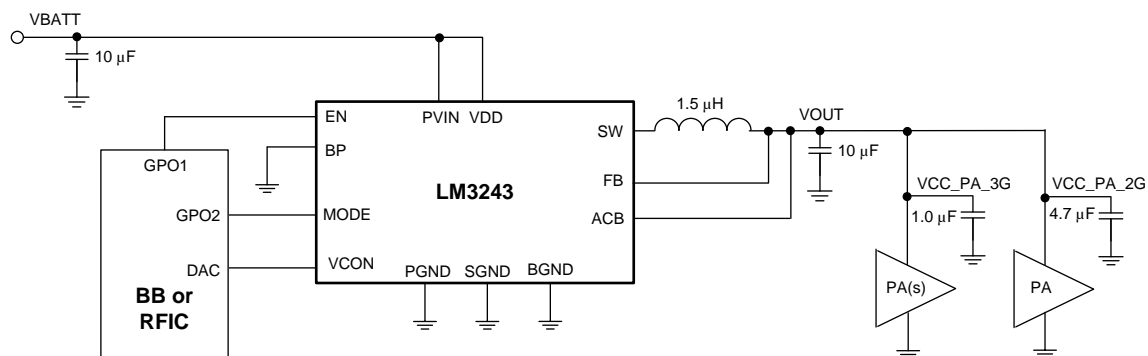 VBATT
10 µF
1.5 µH
VOUT
EN
PVIN VDD
SW
GPO1
BP
10 µF
LM3243
FB
VCC_PA_3G
VCC_PA_2G
GPO2
MODE
ACB
1.0 µF
4.7 µF
DAC
VCON
PGND SGND BGND
PA(s)
PA
BB or
RFIC